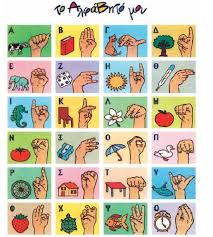 το ΑλφάΒητό μου
Α Β Γ Δ
Ε Ζ Η Θ
Ι Κ Λ Μ
Ν Ξ Ο Π
Ρ Σ Τ Υ
Φ Χ Ψ Ω